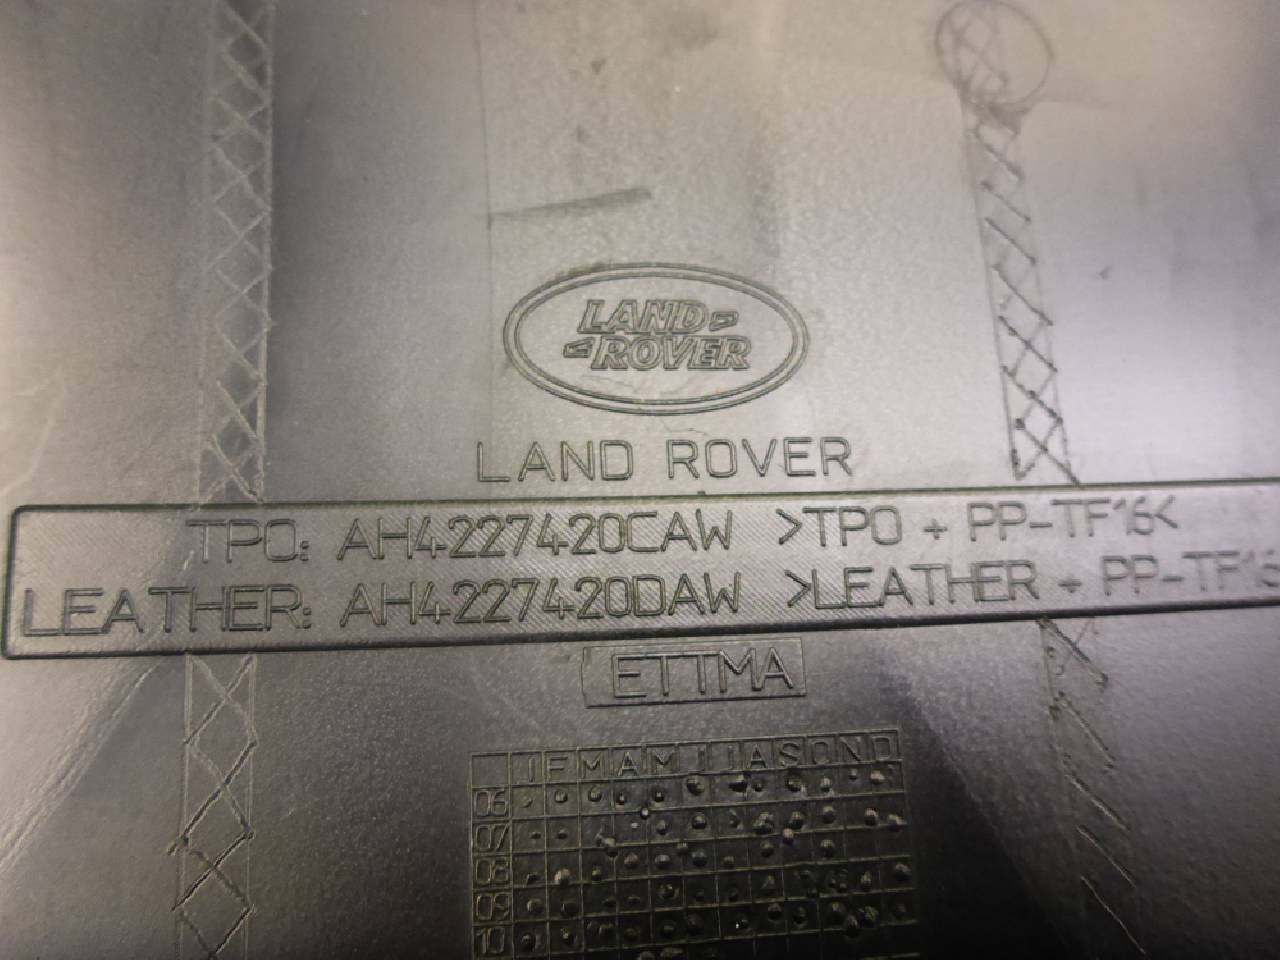 LAND
ROVER
LAND ROVER
TPO: AH4227420CAW >TPO + PP-TF16<
LEATHER: AH4227420DAW >LEATHER + PP-TF16
ETTMA
J F M A M J J A S O N D
06
07
08
09
10